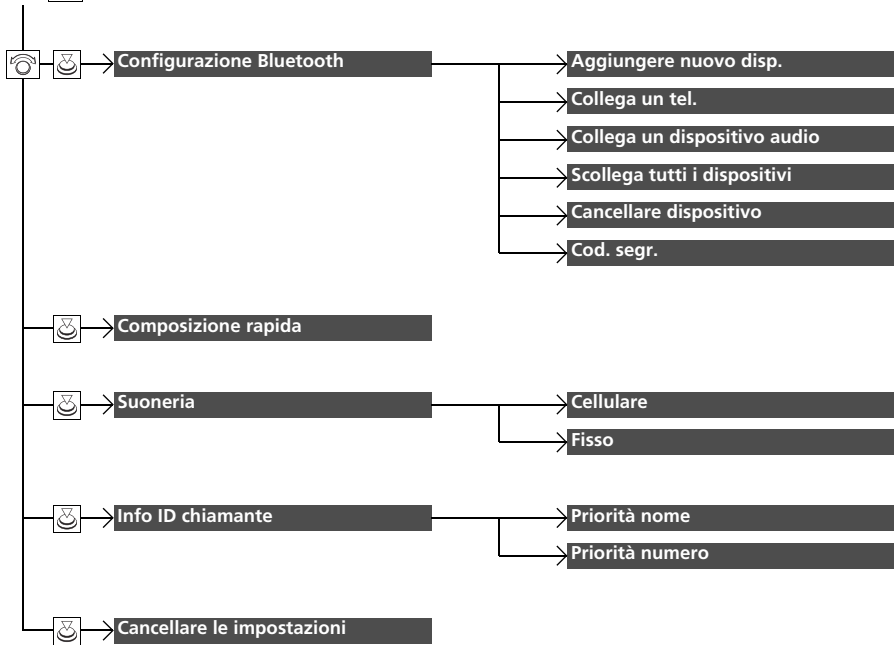 Configurazione Bluetooth
Aggiungere nuovo disp.
Collega un tel.
Collega un dispositivo audio
Scollega tutti i dispositivi
Cancellare dispositivo
Cod. segr.
Composizione rapida
Suoneria
Cellulare
Fisso
Info ID chiamante
Priorità nome
Priorità numero
Cancellare le impostazioni